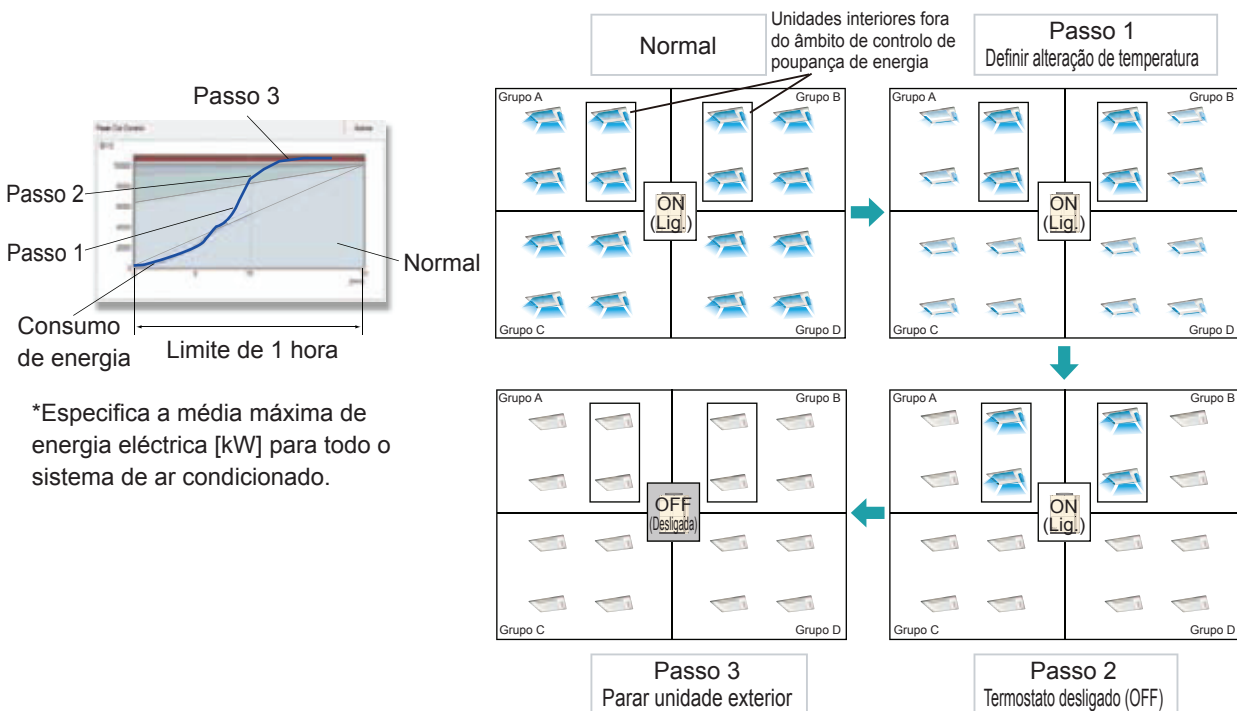 Passo 3
Passo 2
Passo 1
Normal
Consumo
de energia
Limite de 1 hora
*Especifica a média máxima de
energia eléctrica [kW] para todo o
sistema de ar condicionado.
Normal
Unidades interiores fora
do âmbito de controlo de
poupança de energia
Grupo A
Grupo B
ON
(Lig.)
Grupo C
Grupo D
Passo 1
Definir alteração de temperatura
Grupo A
Grupo B
ON
(Lig.)
Grupo C
Grupo D
Grupo A
Grupo B
OFF
(Desligada)
Grupo C
Grupo D
Passo 3
Parar unidade exterior
Grupo A
Grupo B
ON
(Lig.)
Grupo C
Grupo D
Passo 2
Termostato desligado (OFF)